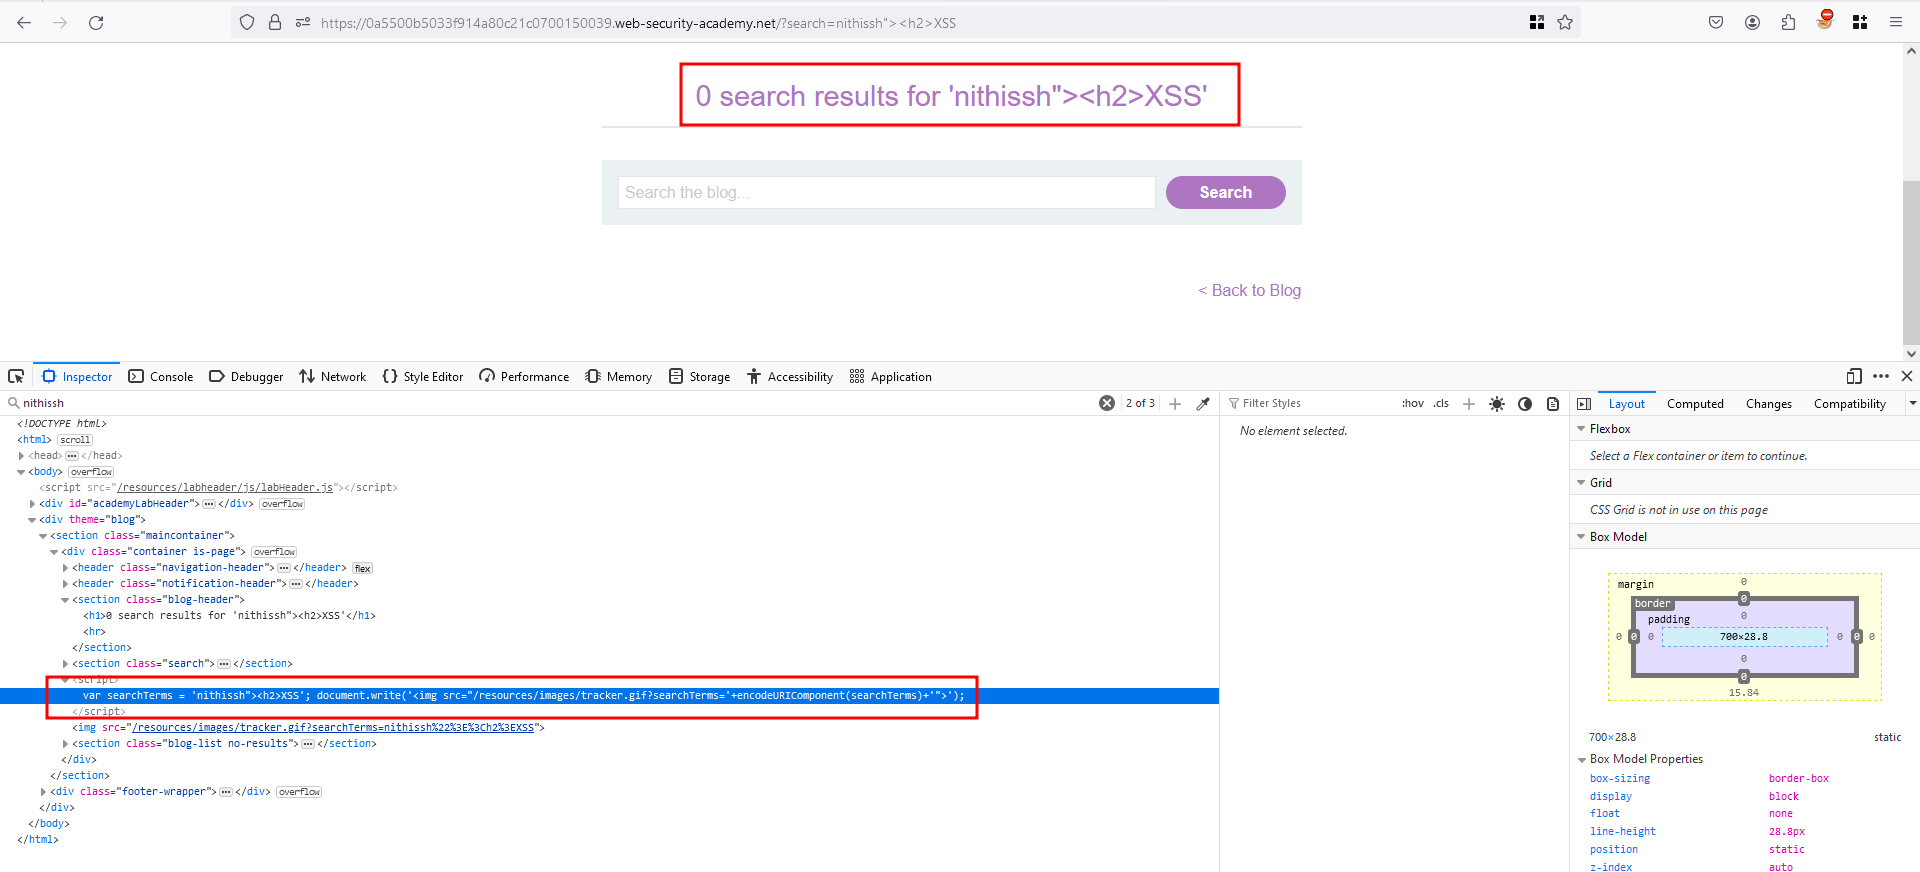 https://0a5500b5033f914a80c21c0700150039.web-security-academy.net/?search=nithissh"><h2>XSS
0 search results for 'nithissh"><h2>XSS'
Search the blog...
Search
< Back to Blog
Inspector
Console
Debugger
Network
Style Editor
Performance
Memory
Storage
Accessibility
Application
nithissh
2 of 3
<!DOCTYPE html>
<html> scroll
<head> ••• </head>
<body> overflow
<script src="/resources/labheader/js/labHeader.js"></script>
<div id="academyLabHeader"> ••• </div> overflow
<div theme="blog">
<section class="maincontainer">
<div class="container is-page"> overflow
<header class="navigation-header"> ••• </header> flex
<header class="notification-header"> ••• </header>
<section class="blog-header">
<h1>0 search results for 'nithissh"><h2>XSS'</h1>
<hr>
</section>
<section class="search"> ••• </section>
<script>
var searchTerms = 'nithissh"><h2>XSS'; document.write('<img src="/resources/images/tracker.gif?searchTerms='+encodeURIComponent(searchTerms)+'">');
</script>
<img src="/resources/images/tracker.gif?searchTerms=nithissh%22%3E%3Ch2%3EXSS">
<section class="blog-list no-results"> ••• </section>
</div>
</section>
<div class="footer-wrapper"> ••• </div> overflow
</div>
</body>
</html>
Filter Styles
:hov .cls
No element selected.
Layout
Computed
Changes
Compatibility
Flexbox
Select a Flex container or item to continue.
Grid
CSS Grid is not in use on this page
Box Model
margin
0
border
0
padding
0
0 0 0 700×28.8 0 0 0
0
0
15.84
700×28.8 static
Box Model Properties
box-sizing border-box
display block
float none
line-height 28.8px
position static
z-index auto